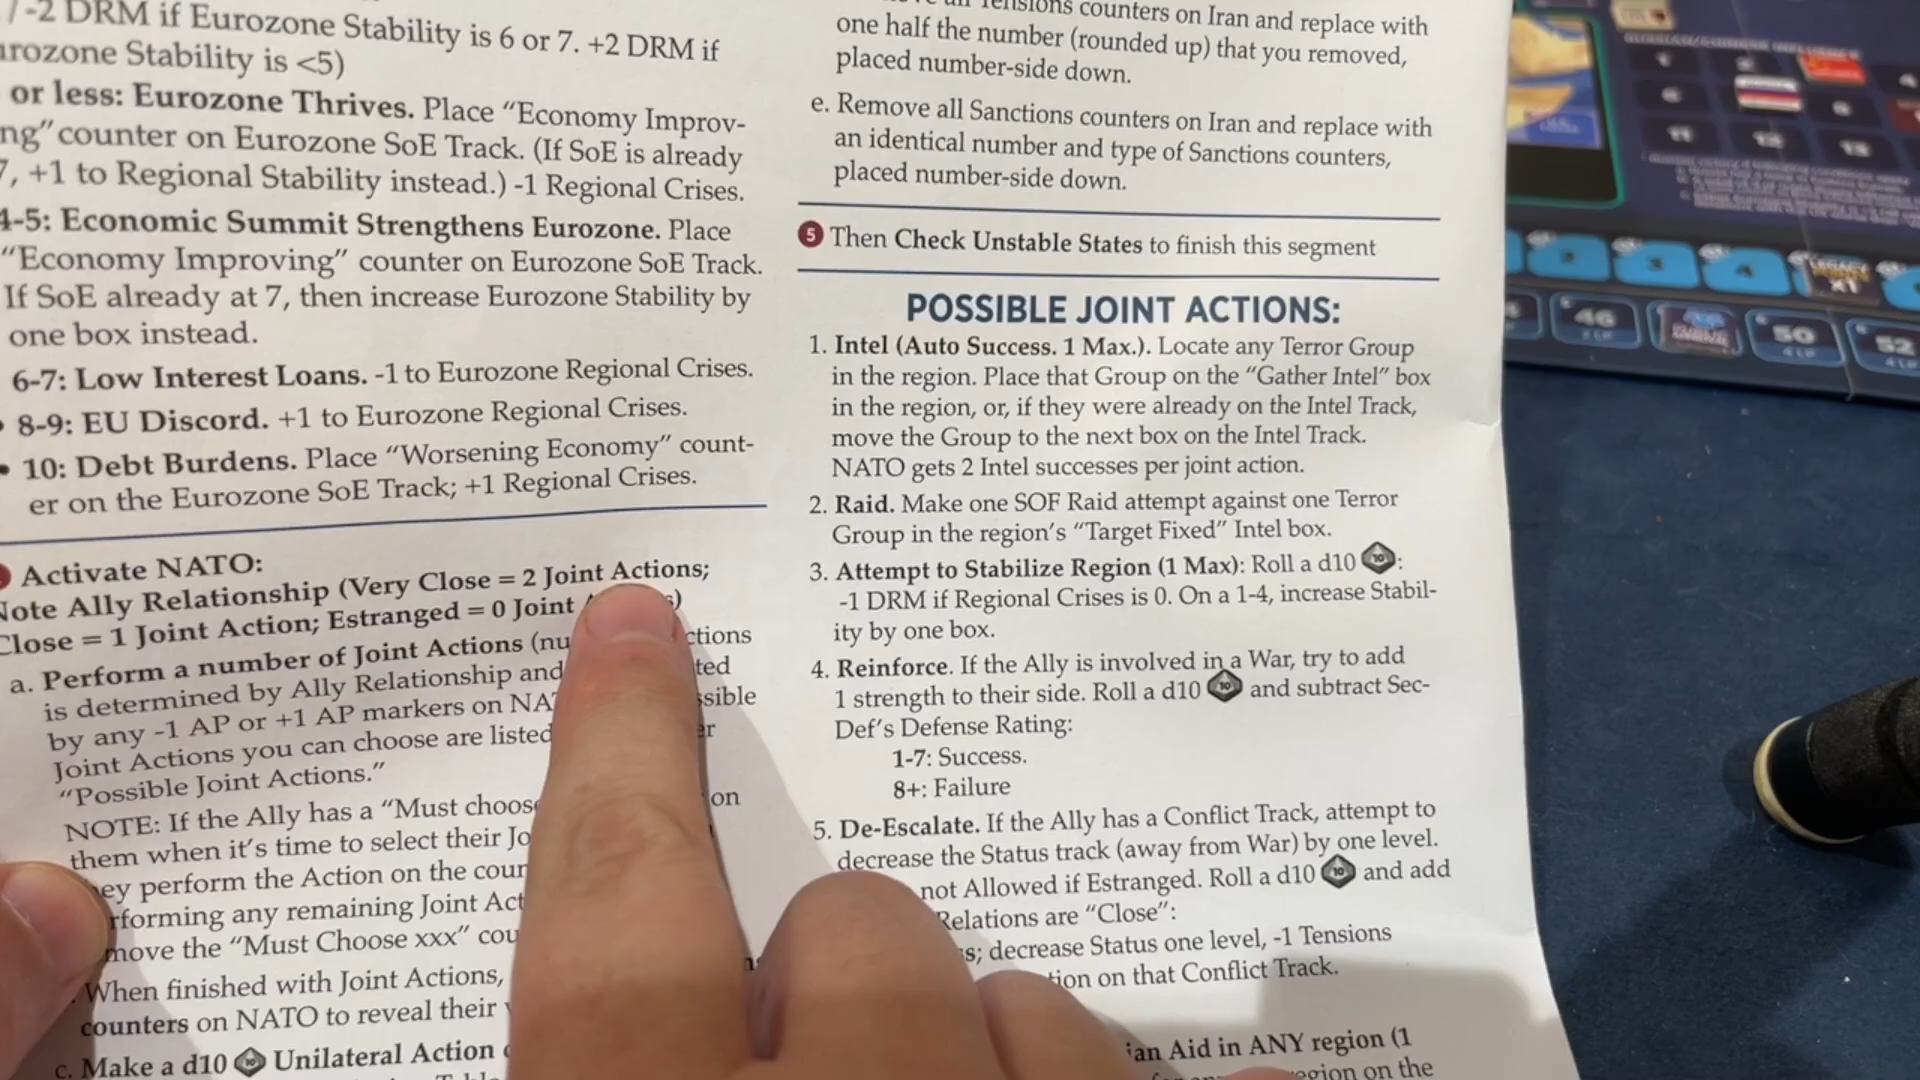 -2 DRM if Eurozone Stability is 6 or 7. +2 DRM if
Eurozone Stability is <5)
or less: Eurozone Thrives. Place “Economy Improv-
ng” counter on Eurozone SoE Track. (If SoE is already
7, +1 to Regional Stability instead.) -1 Regional Crises.
4-5: Economic Summit Strengthens Eurozone. Place
“Economy Improving” counter on Eurozone SoE Track.
If SoE already at 7, then increase Eurozone Stability by
one box instead.
6-7: Low Interest Loans. -1 to Eurozone Regional Crises.
8-9: EU Discord. +1 to Eurozone Regional Crises.
• 10: Debt Burdens. Place “Worsening Economy” count-
er on the Eurozone SoE Track; +1 Regional Crises.
Activate NATO:
Note Ally Relationship (Very Close = 2 Joint Actions;
Close = 1 Joint Action; Estranged = 0 Joint
a. Perform a number of Joint Actions
is determined by Ally Relationship and
by any -1 AP or +1 AP markers on
Joint Actions you can choose are listed
“Possible Joint Actions.”
NOTE: If the Ally has a “Must choose on
them when it’s time to select their
perform the Action on the
any remaining Joint
the “Must Choose xxx”
When finished with Joint Actions,
counters on NATO to reveal their
c. Make a d10 10 Unilateral Action
Tensions counters on Iran and replace with
one half the number (rounded up) that you removed,
placed number-side down.
e. Remove all Sanctions counters on Iran and replace with
an identical number and type of Sanctions counters,
placed number-side down.
5 Then Check Unstable States to finish this segment
POSSIBLE JOINT ACTIONS:
1. Intel (Auto Success. 1 Max.). Locate any Terror Group
in the region. Place that Group on the “Gather Intel” box
in the region, or, if they were already on the Intel Track,
move the Group to the next box on the Intel Track.
NATO gets 2 Intel successes per joint action.
2. Raid. Make one SOF Raid attempt against one Terror
Group in the region’s “Target Fixed” Intel box.
3. Attempt to Stabilize Region (1 Max): Roll a d10 10:
-1 DRM if Regional Crises is 0. On a 1-4, increase Stabil-
ity by one box.
4. Reinforce. If the Ally is involved in a War, try to add
1 strength to their side. Roll a d10 10 and subtract Sec-
Def’s Defense Rating:
1-7: Success.
8+: Failure
5. De-Escalate. If the Ally has a Conflict Track, attempt to
decrease the Status track (away from War) by one level.
not Allowed if Estranged. Roll a d10 10 and add
Relations are “Close”:
decrease Status one level, -1 Tensions
on that Conflict Track.
Aid in ANY region (1
region on the
46
50
52